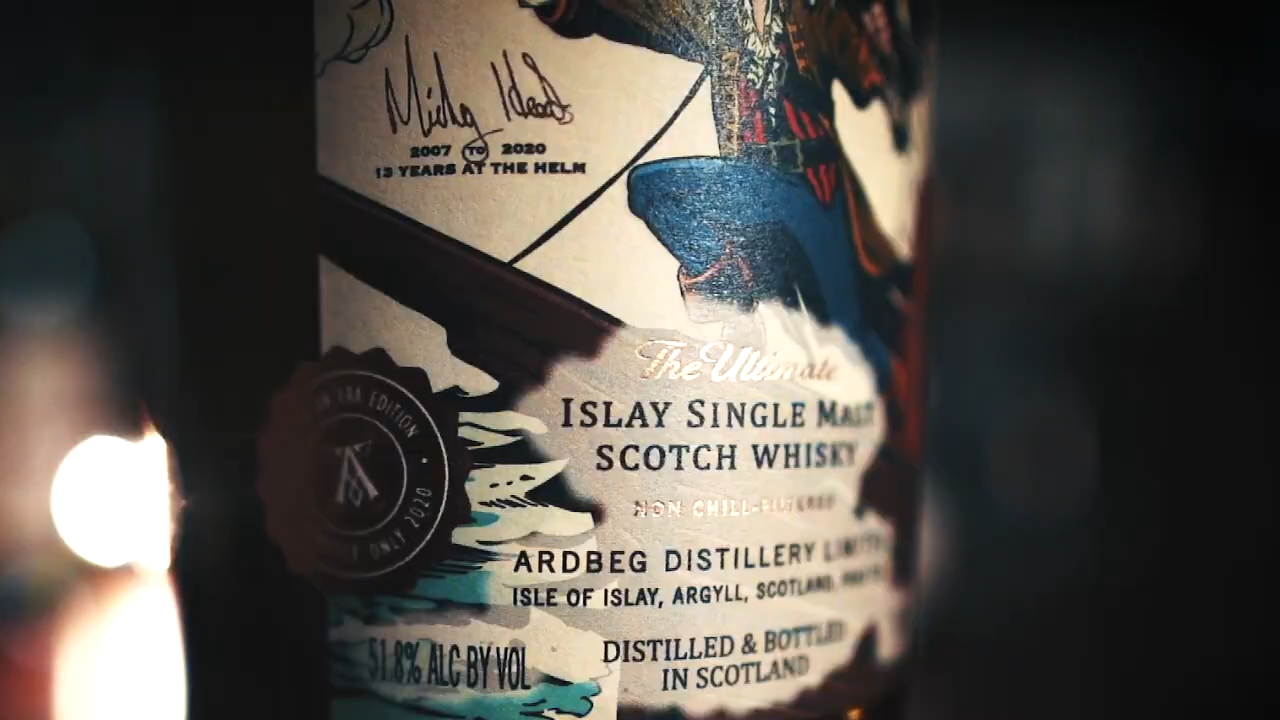 Micky Heads
2007 TO 2020
13 YEARS AT THE HELM
The Ultimate
ISLAY SINGLE MALT
SCOTCH WHISKY
NON CHILL-FILTERED
EDITION
ONLY 2020
A
ARDBEG DISTILLERY
ISLE OF ISLAY, ARGYLL, SCOTLAND,
51.8% ALC BY VOL
DISTILLED & BOTTLED
IN SCOTLAND